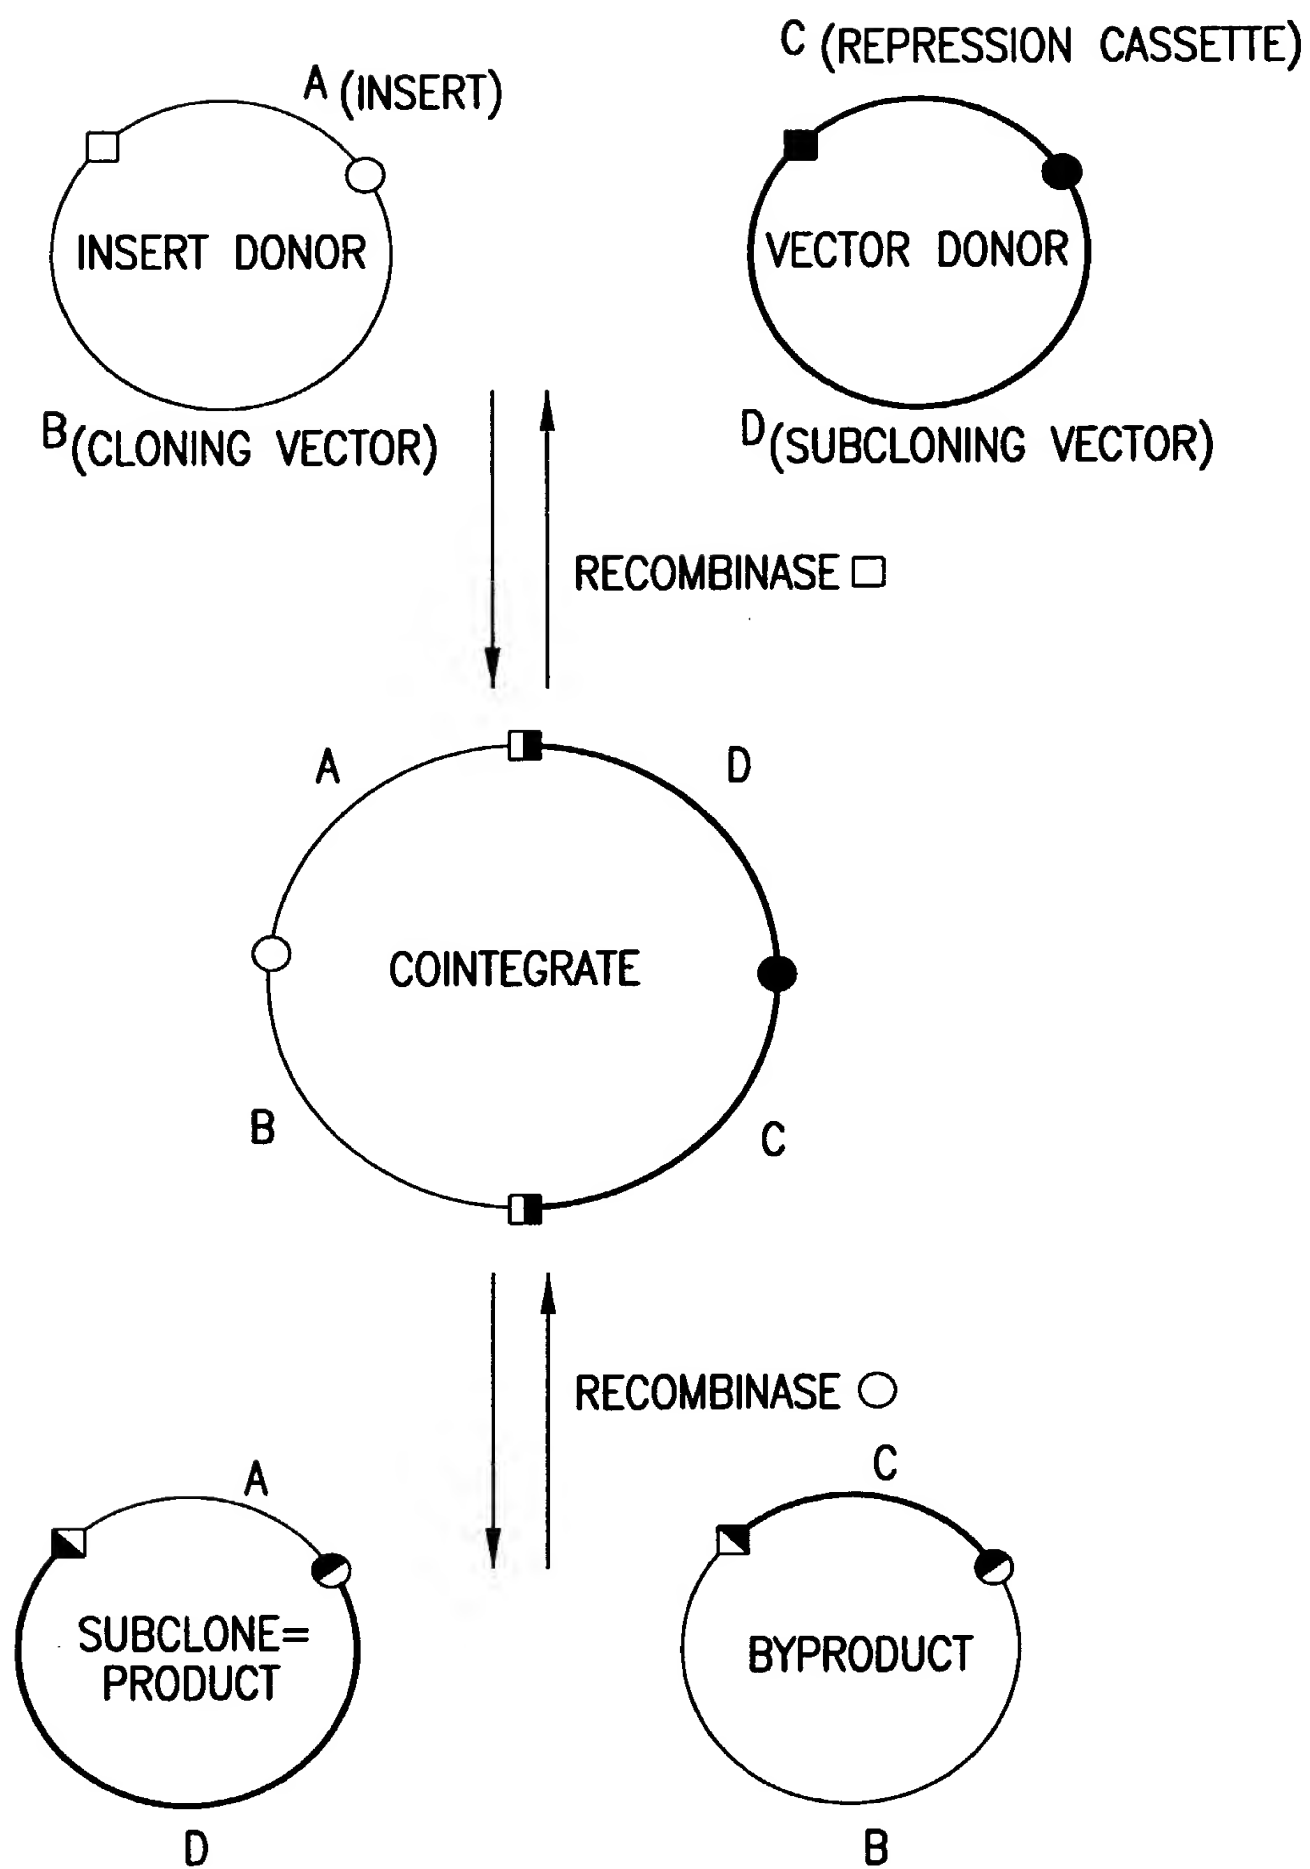 A (INSERT)
C (REPRESSION CASSETTE)
INSERT DONOR
VECTOR DONOR
B (CLONING VECTOR)
D (SUBCLONING VECTOR)
RECOMBINASE
A
D
COINTEGRATE
B
C
RECOMBINASE
A
C
SUBCLONE=
PRODUCT
BYPRODUCT
D
B